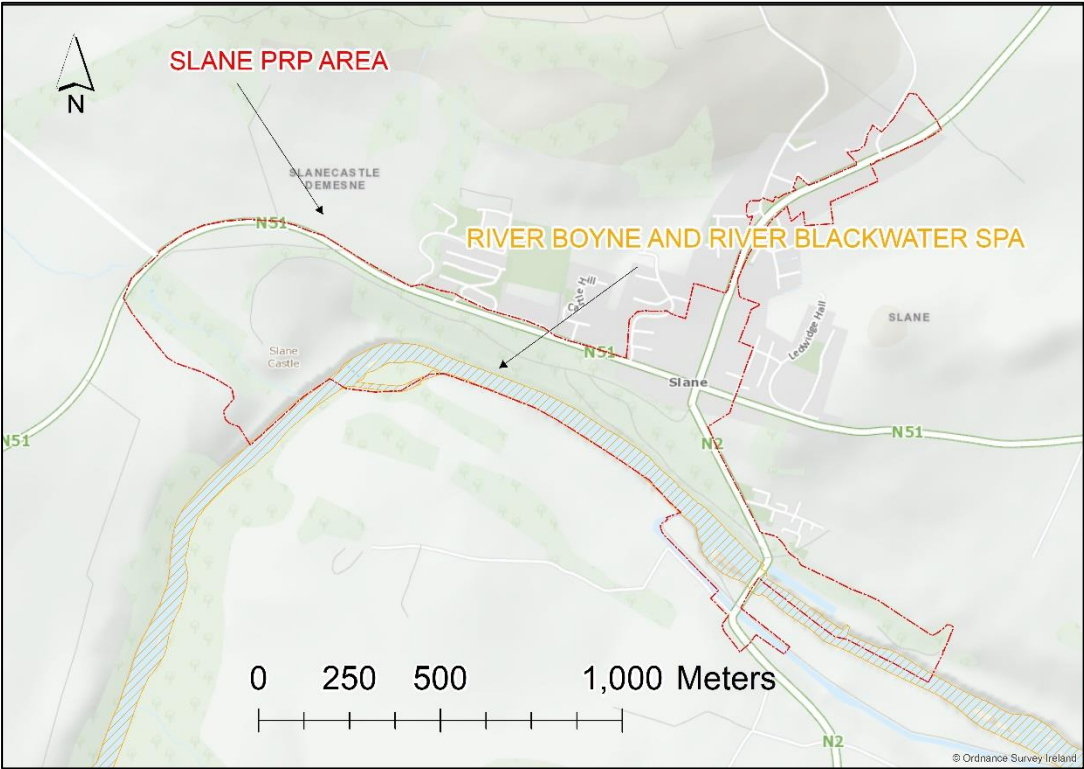 SLANE PRP AREA
N
SLANECASTLE
DEMESNE
N51
RIVER BOYNE AND RIVER BLACKWATER SPA
Castle Hill
Ledwidge Hall
SLANE
Slane
Castle
N51
Slane
N51
N51
N2
0 250 500 1,000 Meters
N2
© Ordnance Survey Ireland